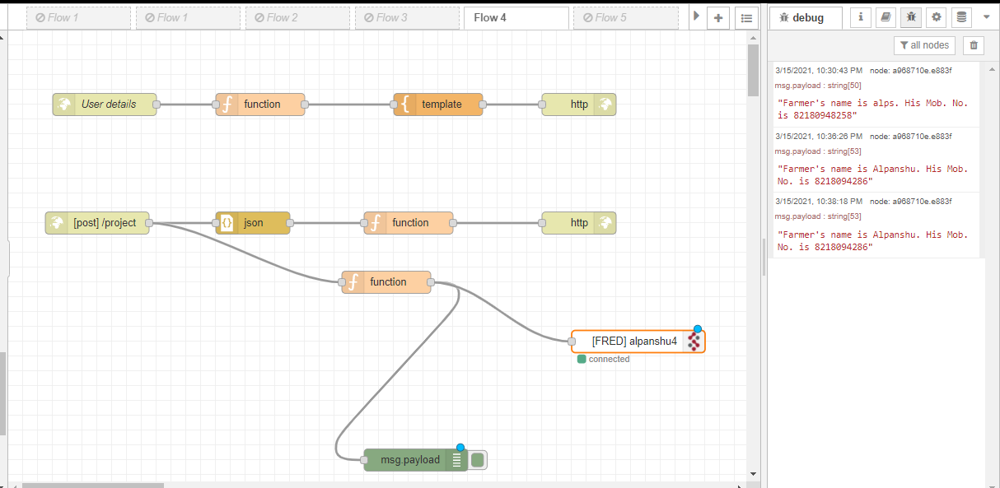 Flow 1
Flow 1
Flow 2
Flow 3
Flow 4
Flow 5
debug
i
all nodes
User details
function
template
http
[post] /project
json
function
http
function
[FRED] alpanshu4
connected
msg.payload
3/15/2021, 10:30:43 PM node: a968710e.e883f
msg.payload : string[50]
"Farmer's name is alps. His Mob. No.
is 82180948258"
3/15/2021, 10:36:26 PM node: a968710e.e883f
msg.payload : string[53]
"Farmer's name is Alpanshu. His Mob.
No. is 8218094286"
3/15/2021, 10:38:18 PM node: a968710e.e883f
msg.payload : string[53]
"Farmer's name is Alpanshu. His Mob.
No. is 8218094286"